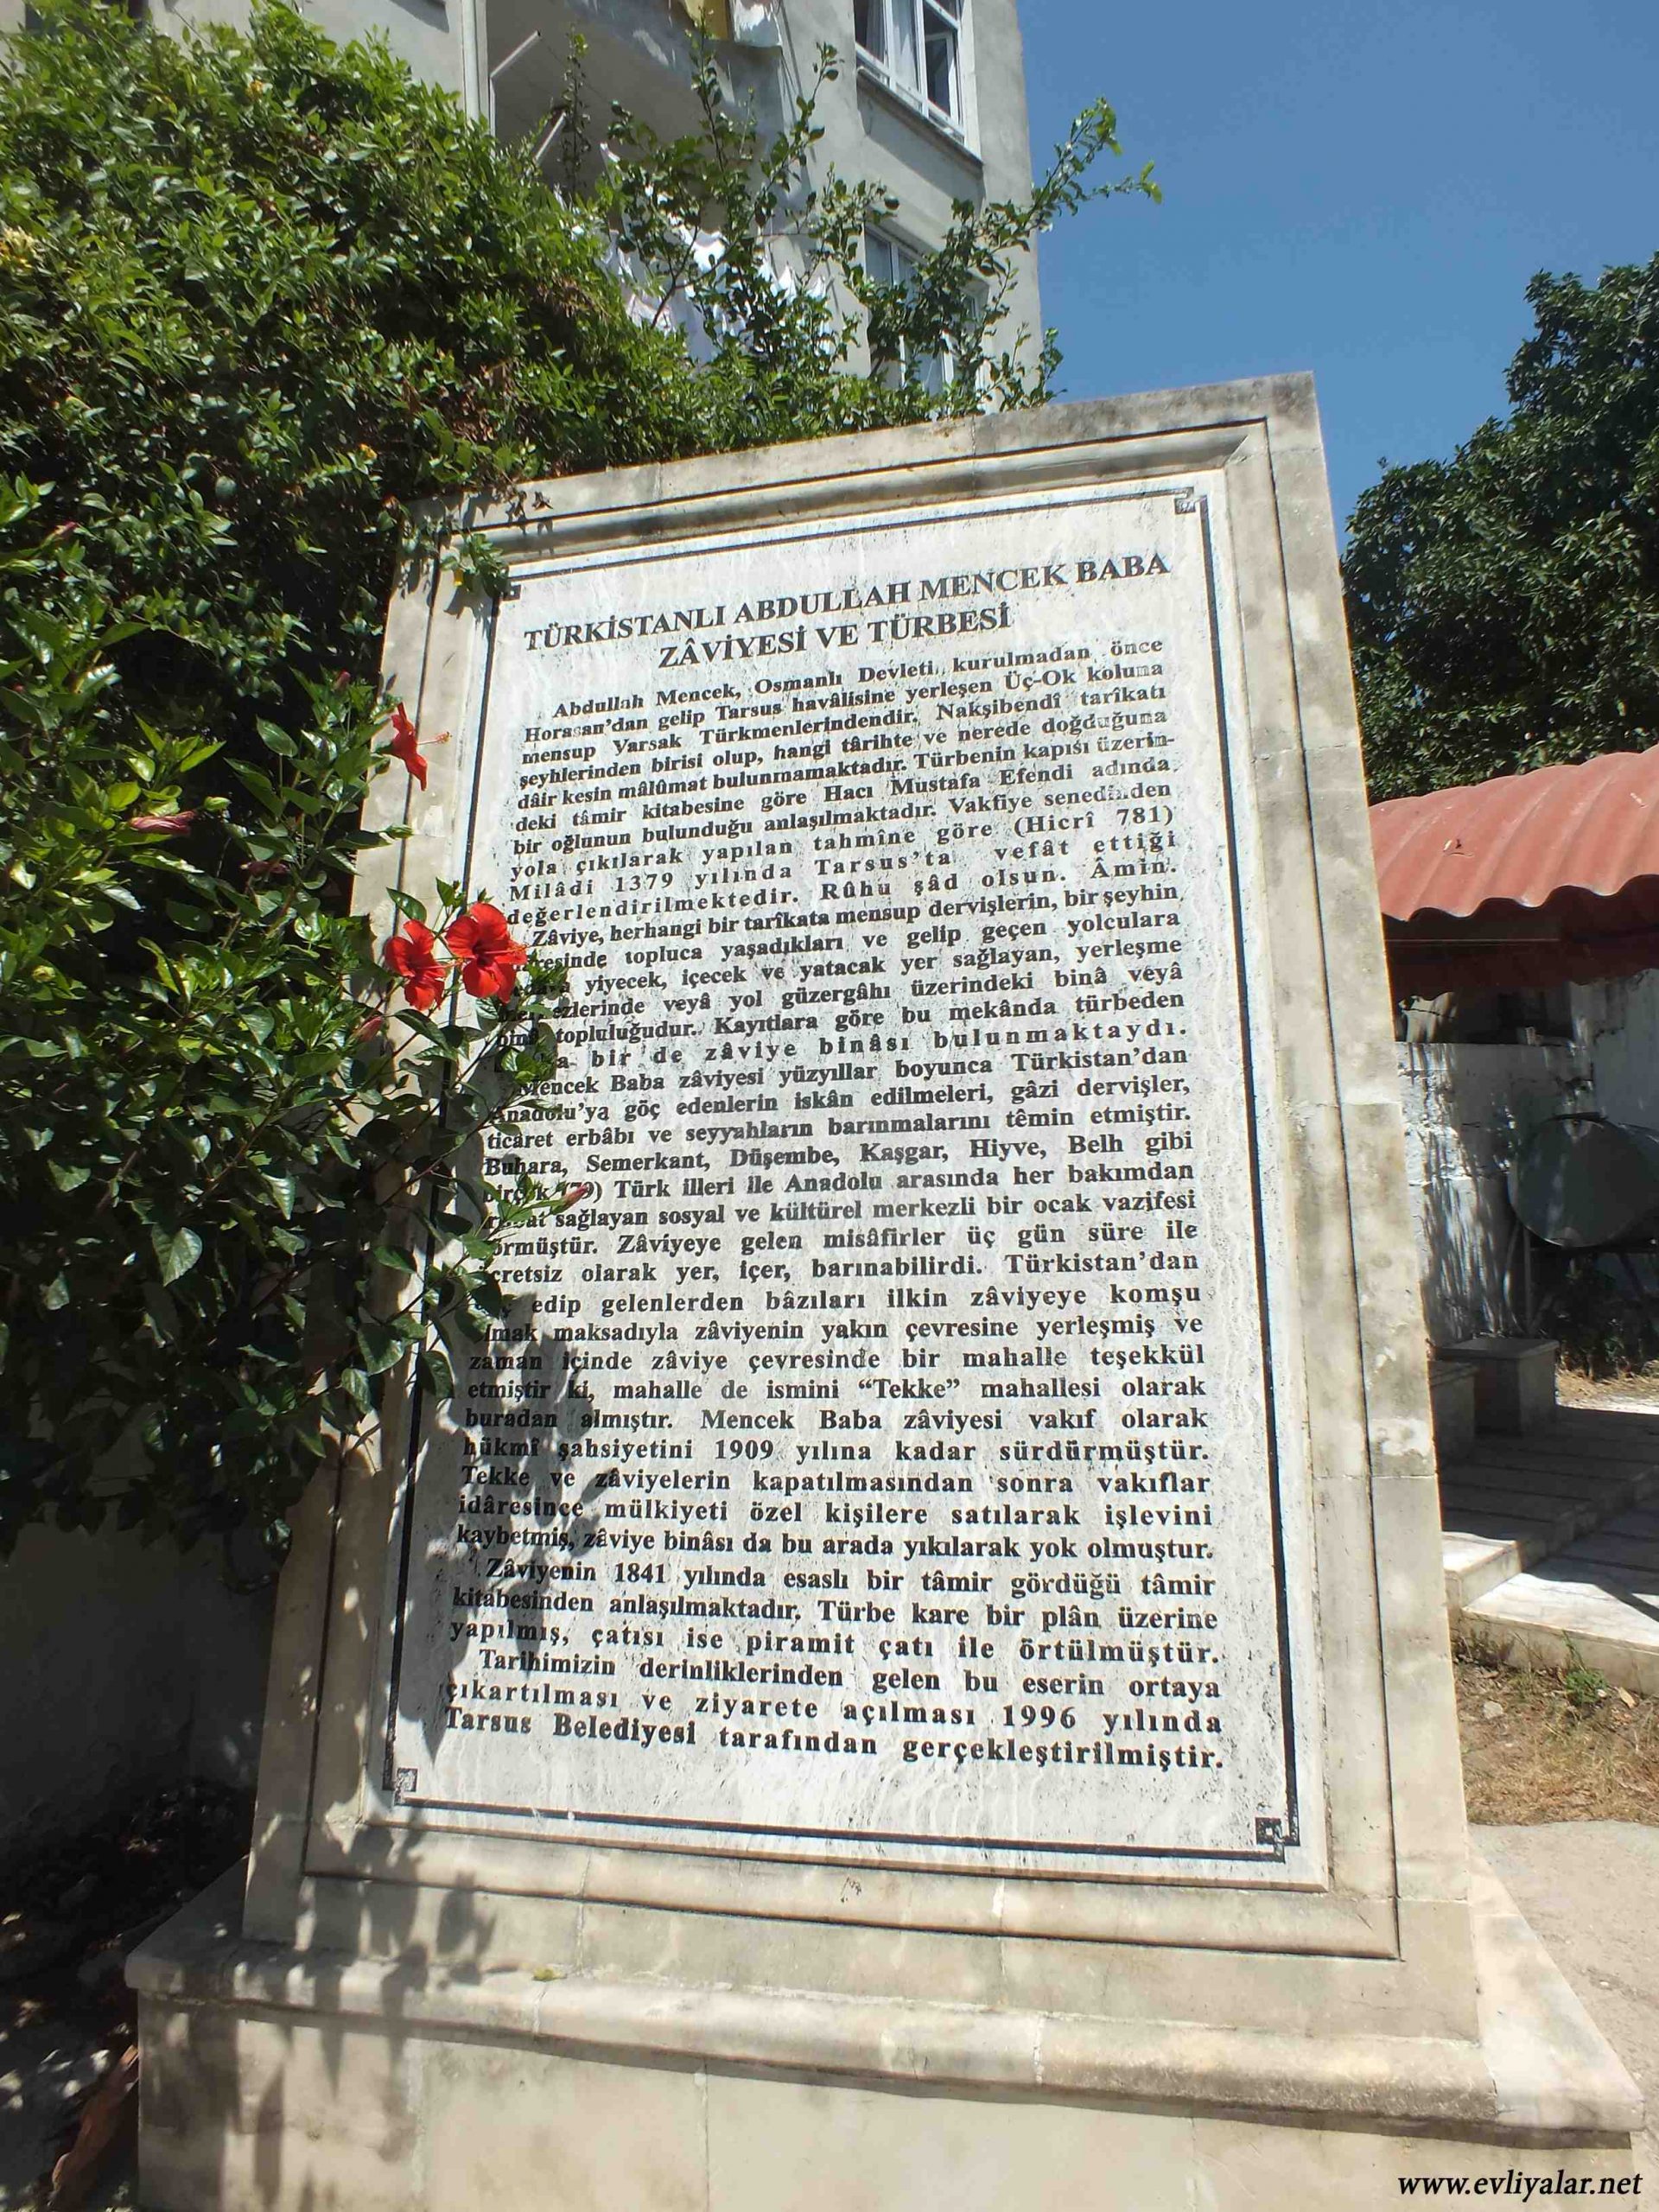 TÜRKİSTANLI ABDULLAH MENCEK BABA
ZÂVİYESİ VE TÜRBESİ
Abdullah Mencek, Osmanlı Devleti kurulmadan önce
Horasan'dan gelip Tarsus havâlisine yerleşen Üç-Ok koluna
mensup Varsak Türkmenlerindendir. Nakşibendî tarîkatı
şeyhlerinden birisi olup, hangi târihte ve nerede doğduğuna
dâir kesin mâlûmat bulunmamaktadır. Türbenin kapısı üzerin-
deki tâmir kitabesine göre Hacı Mustafa Efendi adında
bir oğlunun bulunduğu anlaşılmaktadır. Vakfiye senedinden
yola çıkılarak yapılan tahmîne göre (Hicrî 781)
Milâdi 1379 yılında Tarsus'ta vefât ettiği
değerlendirilmektedir. Rûhu şâd olsun. Âmin.
Zâviye, herhangi bir tarîkata mensup dervişlerin, bir şeyhin
topluca yaşadıkları ve gelip geçen yolculara
yiyecek, içecek ve yatacak yer sağlayan, yerleşme
veyâ yol güzergâhı üzerindeki binâ veyâ
topluluğudur. Kayıtlara göre bu mekânda türbeden
bir de zâviye binâsı bulunmaktaydı.
Mencek Baba zâviyesi yüzyıllar boyunca Türkistan'dan
Anadolu'ya göç edenlerin iskân edilmeleri, gâzi dervişler,
ticâret erbâbı ve seyyahların barınmalarını têmin etmiştir.
Buhara, Semerkant, Düşembe, Kaşgar, Hiyve, Belh gibi
Türk illeri ile Anadolu arasında her bakımdan
sağlayan sosyal ve kültürel merkezli bir ocak vazifesi
görmüştür. Zâviyeye gelen misâfirler üç gün süre ile
ücretsiz olarak yer, içer, barınabilirdi. Türkistan'dan
edip gelenlerden bâzıları ilkin zâviyeye komşu
olmak maksadıyla zâviyenin yakın çevresine yerleşmiş ve
zaman içinde zâviye çevresinde bir mahalle teşekkül
etmiştir ki, mahalle de ismini “Tekke” mahallesi olarak
buradan almıştır. Mencek Baba zâviyesi vakıf olarak
hükmî şahsiyetini 1909 yılına kadar sürdürmüştür.
Tekke ve zâviyelerin kapatılmasından sonra vakıflar
idâresince mülkiyeti özel kişilere satılarak işlevini
kaybetmiş, zâviye binâsı da bu arada yıkılarak yok olmuştur.
Zâviyenin 1841 yılında esaslı bir tâmir gördüğü tâmir
kitâbesinden anlaşılmaktadır. Türbe kare bir plân üzerine
yapılmış, çatısı ise piramit çatı ile örtülmüştür.
Tarihimizin derinliklerinden gelen bu eserin ortaya
çıkartılması ve ziyarete açılması 1996 yılında
Tarsus Belediyesi tarafından gerçekleştirilmiştir.
www.evliyalar.net